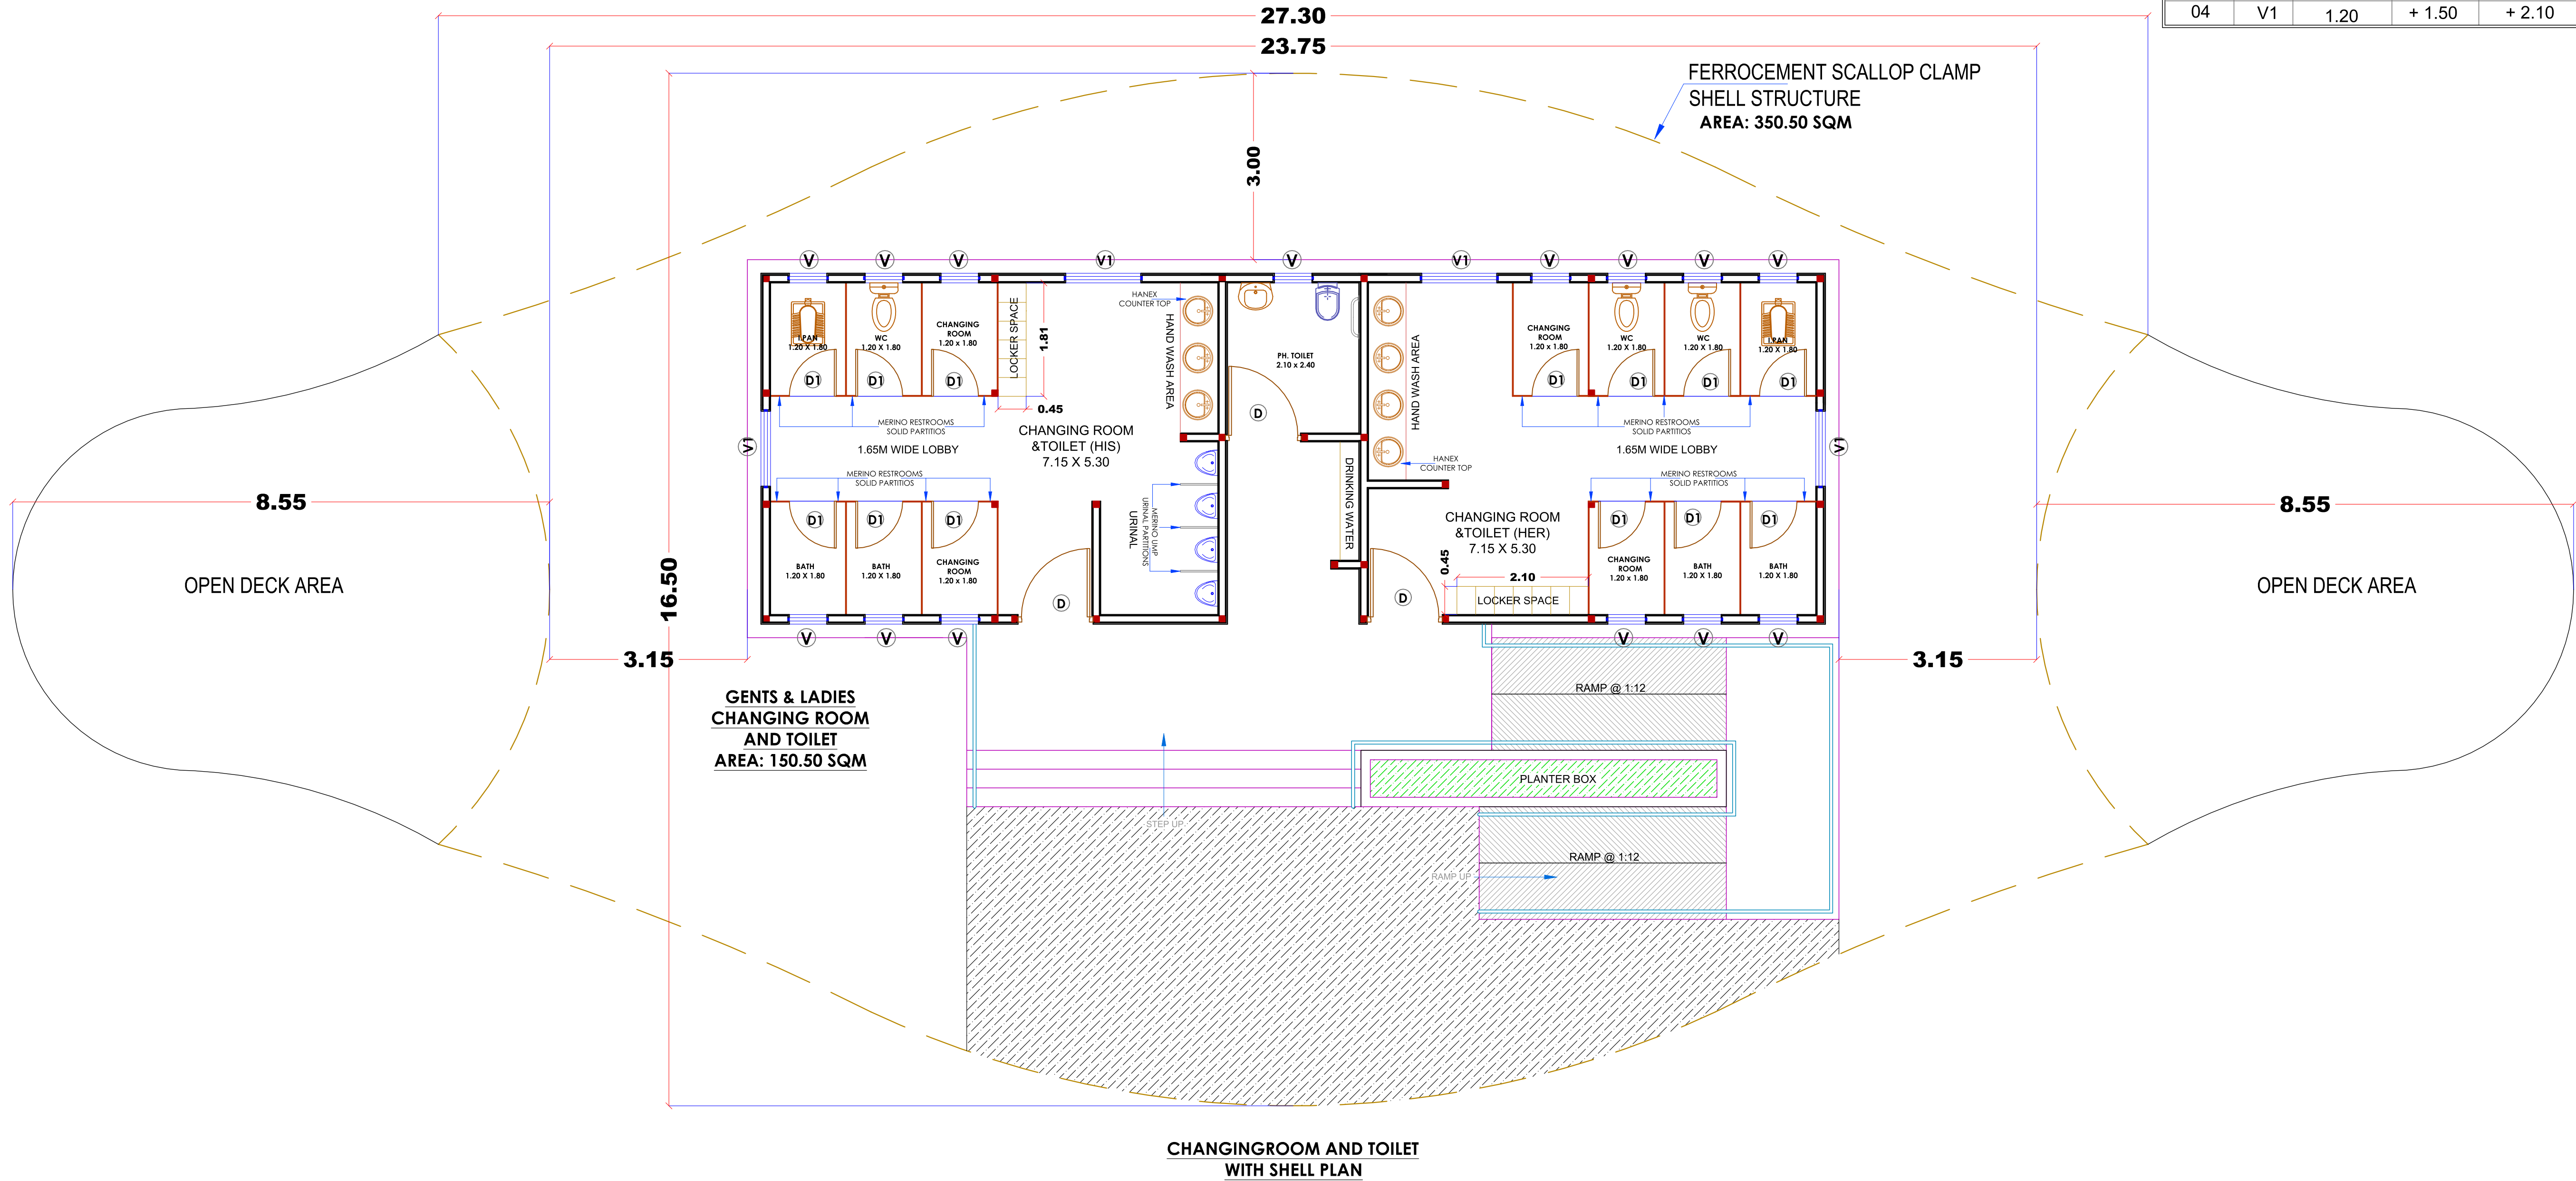 27.30
23.75
04 V1 1.20 + 1.50 + 2.10
FERROCEMENT SCALLOP CLAMP
SHELL STRUCTURE
AREA: 350.50 SQM
3.00
V
V
V
V1
V
V1
V
V
V
V
I.PAN
1.20 X 1.80
WC
1.20 X 1.80
CHANGING
ROOM
1.20 x 1.80
LOCKER SPACE
1.81
0.45
HANEX
COUNTER TOP
HAND WASH AREA
PH. TOILET
2.10 x 2.40
HAND WASH AREA
CHANGING
ROOM
1.20 x 1.80
WC
1.20 X 1.80
WC
1.20 X 1.80
I.PAN
1.20 X 1.80
D1
D1
D1
D
D1
D1
D1
D1
MERINO RESTROOMS
SOLID PARTITIOS
1.65M WIDE LOBBY
MERINO RESTROOMS
SOLID PARTITIOS
V1
CHANGING ROOM
&TOILET (HIS)
7.15 X 5.30
MERINO RESTROOMS
SOLID PARTITIOS
1.65M WIDE LOBBY
MERINO RESTROOMS
SOLID PARTITIOS
V1
HANEX
COUNTER TOP
DRINKING WATER
URINAL
MERINO UMP
URINAL PARTITIONS
8.55
OPEN DECK AREA
8.55
OPEN DECK AREA
D1
D1
D1
BATH
1.20 X 1.80
BATH
1.20 X 1.80
CHANGING
ROOM
1.20 x 1.80
D
D
CHANGING ROOM
&TOILET (HER)
7.15 X 5.30
0.45
2.10
LOCKER SPACE
D1
D1
D1
CHANGING
ROOM
1.20 x 1.80
BATH
1.20 X 1.80
BATH
1.20 X 1.80
16.50
V
V
V
V
V
V
3.15
3.15
GENTS & LADIES
CHANGING ROOM
AND TOILET
AREA: 150.50 SQM
RAMP @ 1:12
PLANTER BOX
STEP UP
RAMP @ 1:12
RAMP UP
CHANGINGROOM AND TOILET
WITH SHELL PLAN